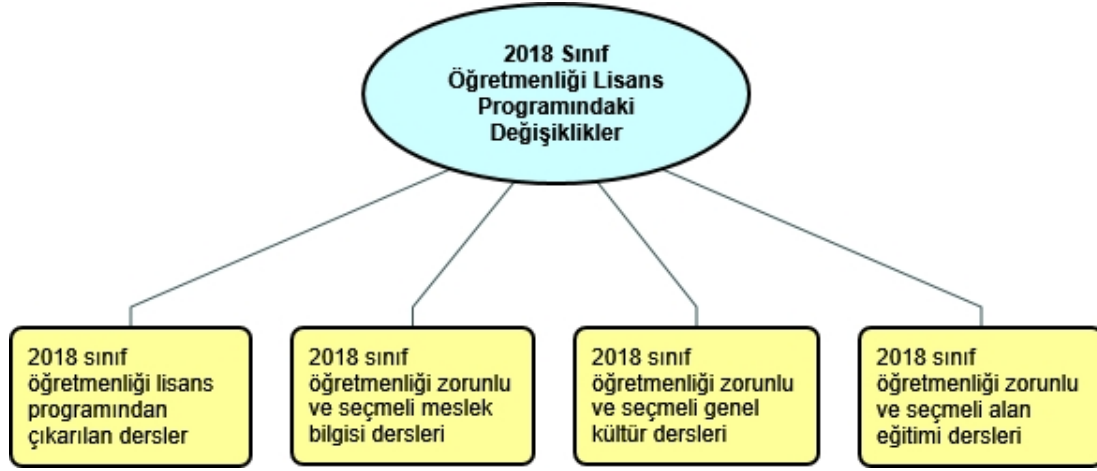 2018 Sınıf
Öğretmenliği Lisans
Programındaki
Değişiklikler
2018 sınıf
öğretmenliği lisans
programından
çıkarılan dersler
2018 sınıf
öğretmenliği zorunlu
ve seçmeli meslek
bilgisi dersleri
2018 sınıf
öğretmenliği zorunlu
ve seçmeli genel
kültür dersleri
2018 sınıf
öğretmenliği zorunlu
ve seçmeli alan
eğitimi dersleri